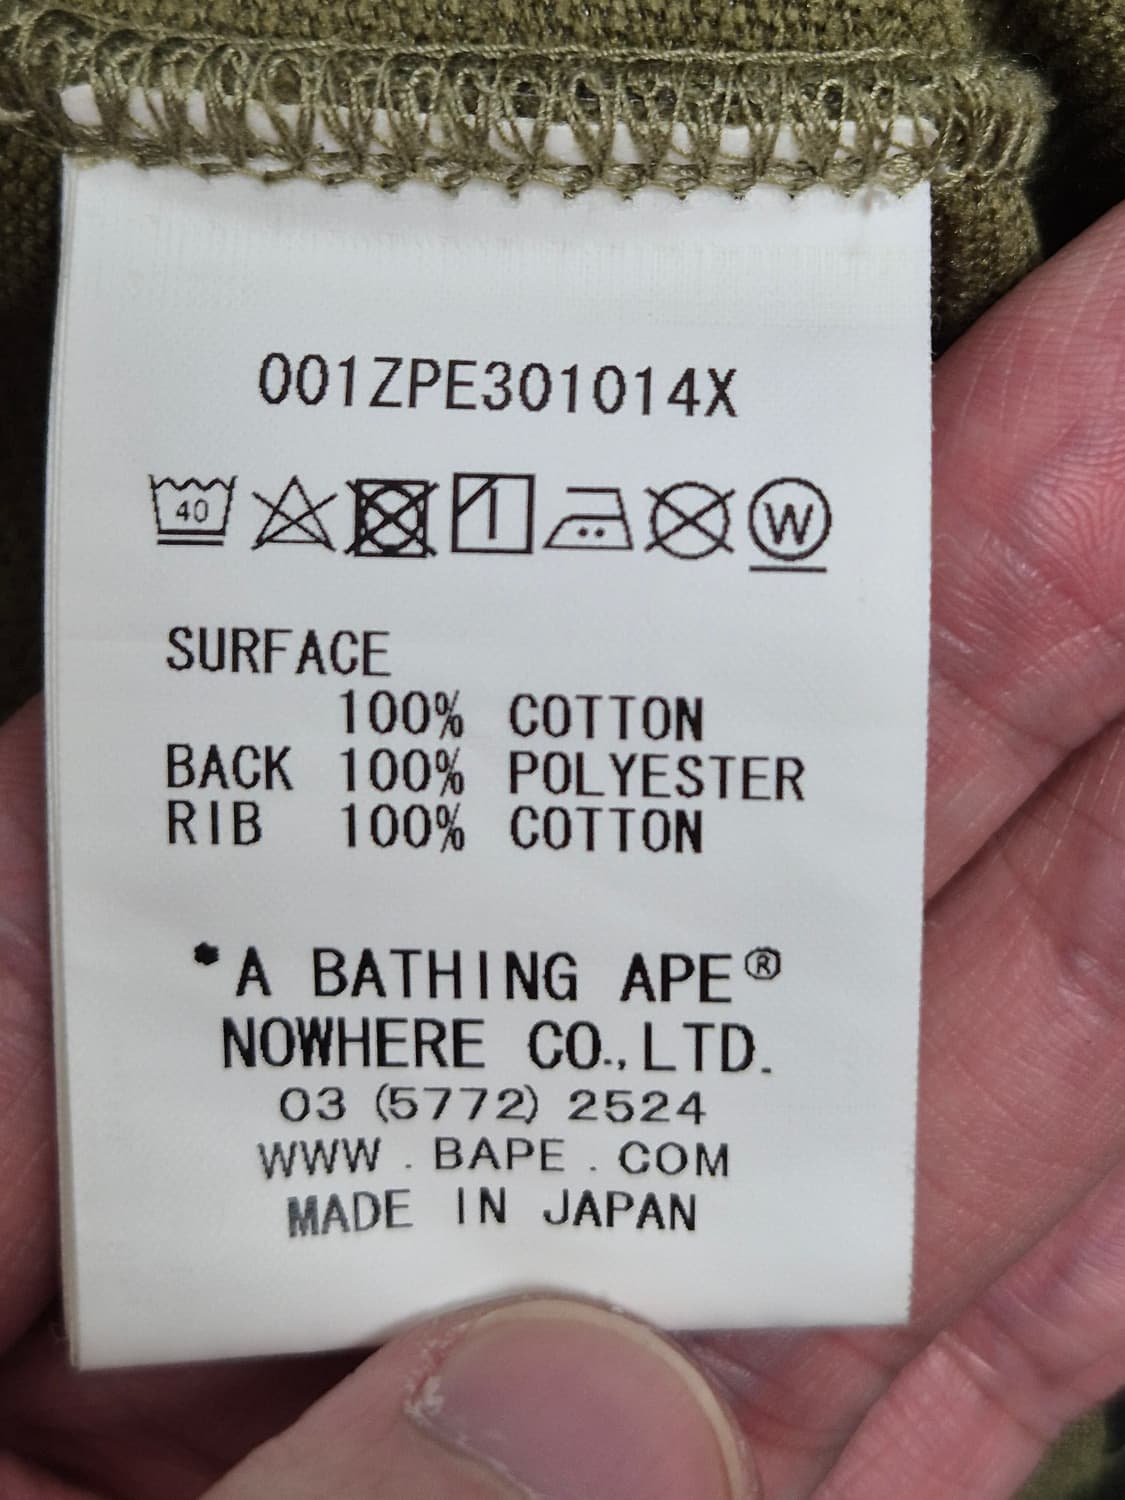 001ZPE301014X
40
W
SURFACE
100% COTTON
BACK 100% POLYESTER
RIB 100% COTTON
*A BATHING APE®
NOWHERE CO., LTD.
03 (5772) 2524
WWW . BAPE . COM
MADE IN JAPAN